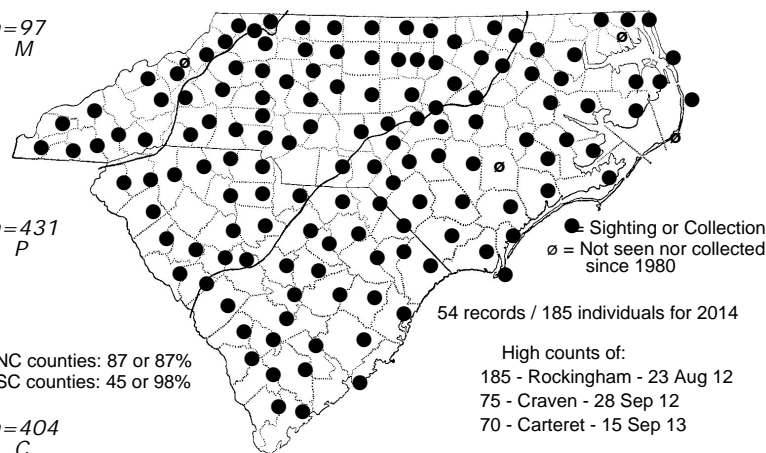 =97
M
=431
P
= Sighting or Collection
ø = Not seen nor collected
since 1980
54 records / 185 individuals for 2014
NC counties: 87 or 87%
SC counties: 45 or 98%
High counts of:
185 - Rockingham - 23 Aug 12
75 - Craven - 28 Sep 12
70 - Carteret - 15 Sep 13
=404
C